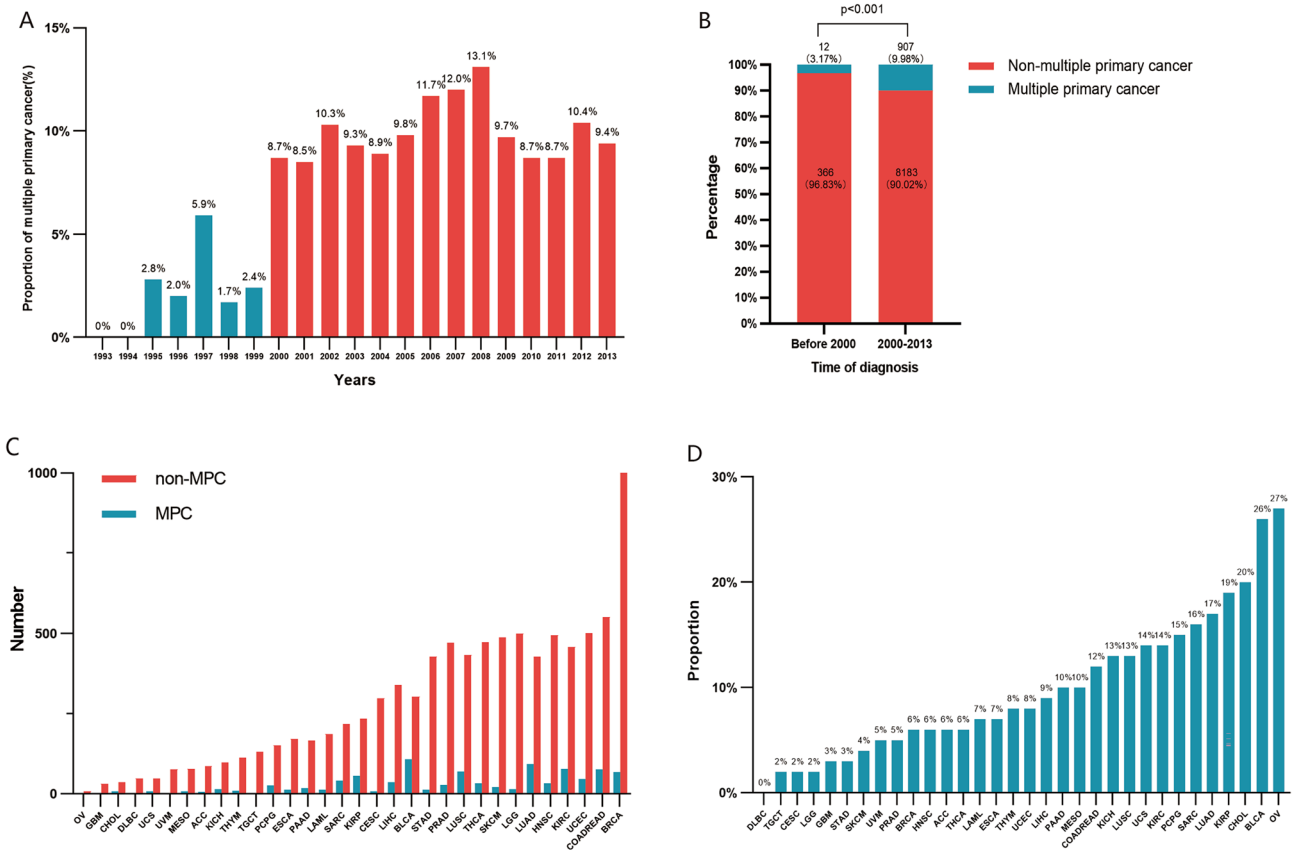 A
15%
10%
5%
0%
Proportion of multiple primary cancer(%)
0% 0% 2.8% 2.0% 5.9% 1.7% 2.4% 8.7% 8.5% 10.3% 9.3% 8.9% 9.8% 11.7% 12.0% 13.1% 9.7% 8.7% 8.7% 10.4% 9.4%
1993 1994 1995 1996 1997 1998 1999 2000 2001 2002 2003 2004 2005 2006 2007 2008 2009 2010 2011 2012 2013
Years
B
p<0.001
12 907
(3.17%) (9.98%)
100%
90%
80%
70%
60%
50%
40%
30%
20%
10%
0%
Percentage
366 8183
(96.83%) (90.02%)
Before 2000 2000-2013
Time of diagnosis
Non-multiple primary cancer
Multiple primary cancer
C
1000
500
0
Number
non-MPC
MPC
OV GBM CHOL DLBC UCS UVM MESO ACC KICH THYM TGCT PCPG ESCA PAAD LAML SARC KIRP CESC LIHC BLCA STAD PRAD LUSC THCA SKCM LGG LUAD HNSC KIRC UCEC COADREAD BRCA
D
30%
20%
10%
0%
Proportion
0% 2% 2% 2% 3% 3% 4% 5% 5% 6% 6% 6% 6% 7% 7% 8% 8% 9% 10% 10% 12% 13% 13% 14% 14% 15% 16% 17% 19% 20% 26% 27%
DLBC TGCT CESC LGG GBM STAD SKCM UVM PRAD BRCA HNSC ACC THCA LAML ESCA THYM UCEC LIHC PAAD MESO COADREAD KICH LUSC UCS KIRC PCPG SARC LUAD KIRP CHOL BLCA OV